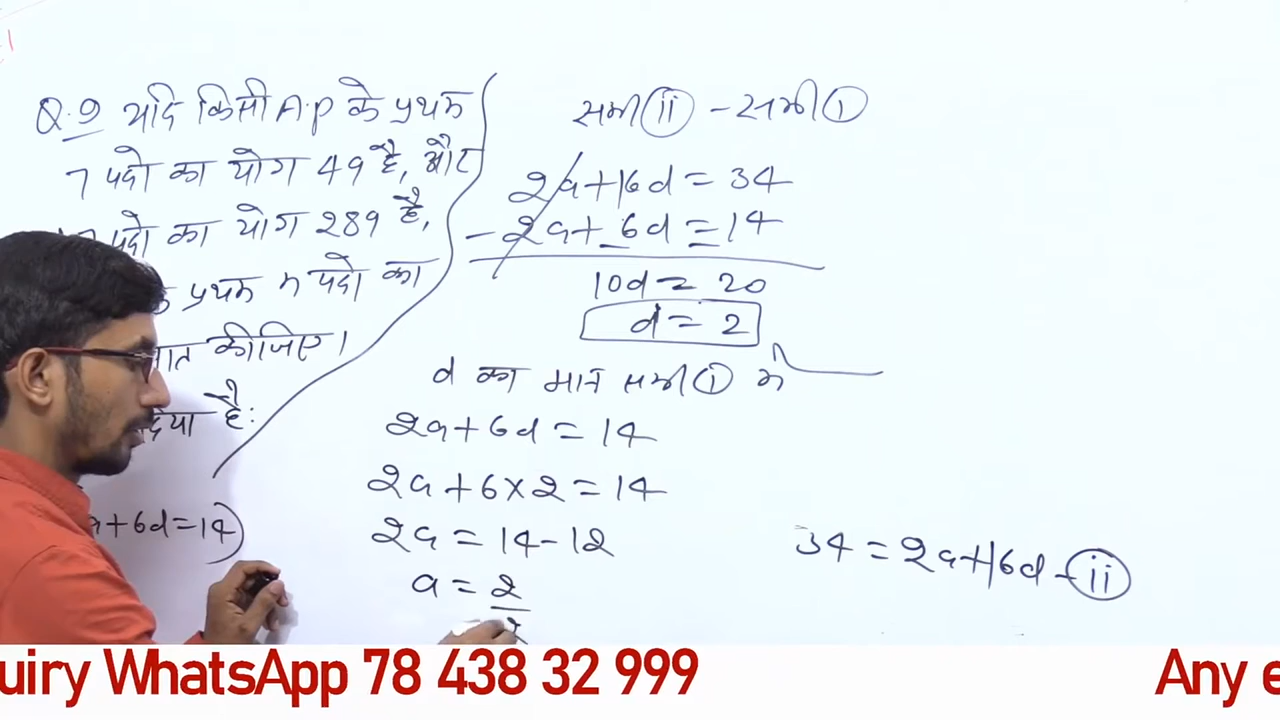 Q.9 यदि किसी A.P के प्रथम
7 पदो का योग 49 है, और
पदो का योग 289 है,
प्रथम n पदो का
कीजिए।
है:
+6d=14
समी (ii) - समी (i)
2a+16d = 34
- 2a + 6d = 14
10d = 20
d = 2
d का मान समी (i) में
2a+6d = 14
2a+6×2 = 14
2a = 14-12
a = 2
34 = 2a+16d - (ii)
uiry WhatsApp 78 438 32 999
Any e